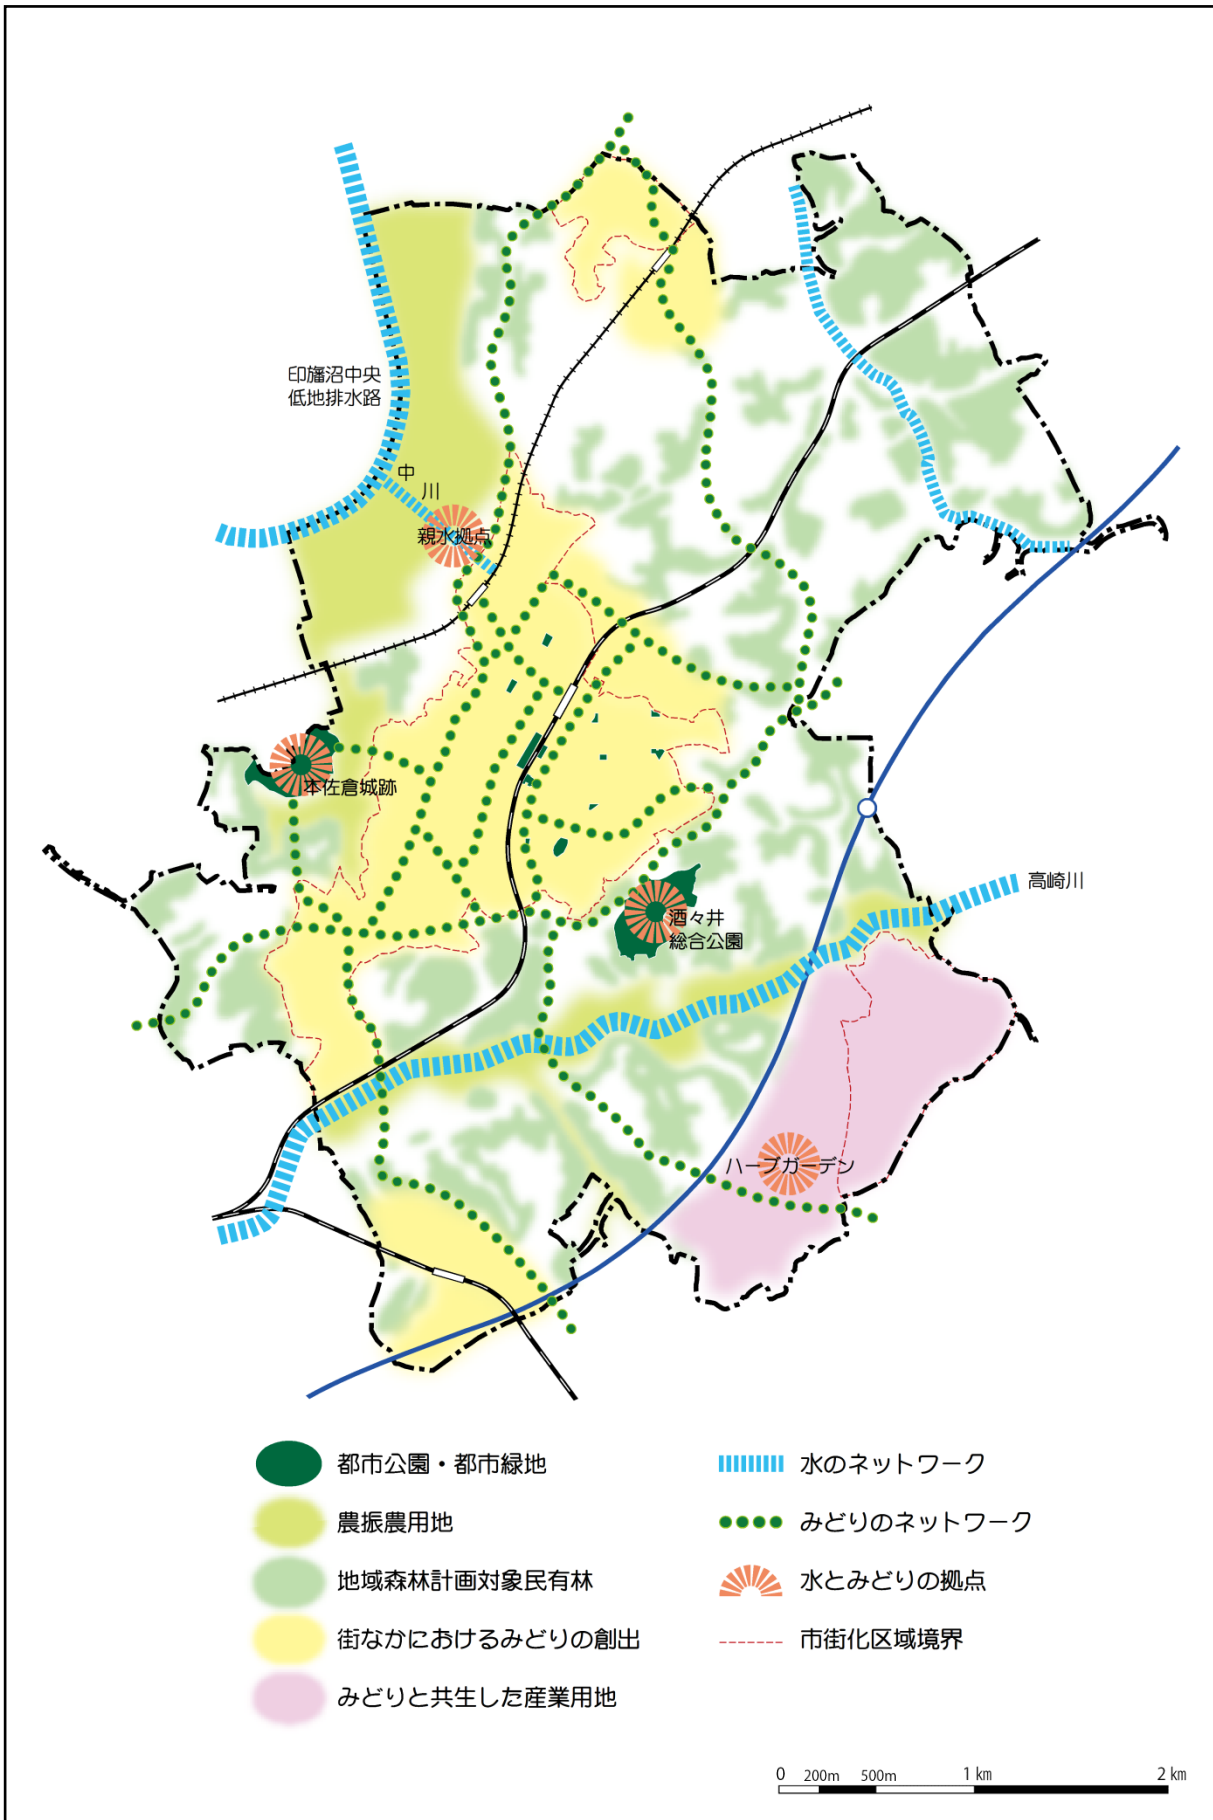 印旛沼中央
低地排水路
中
川
親水拠点
本佐倉城跡
高崎川
酒々井
総合公園
ハーブガーデン
都市公園・都市緑地
農振農用地
地域森林計画対象民有林
街なかにおけるみどりの創出
みどりと共生した産業用地
水のネットワーク
みどりのネットワーク
水とみどりの拠点
市街化区域境界
0 200m 500m 1 km 2 km